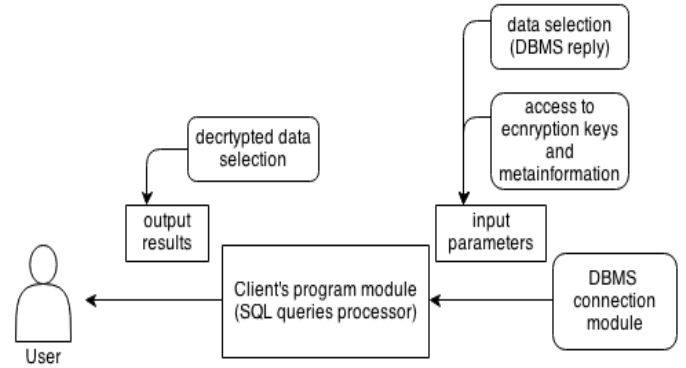 data selection
(DBMS reply)
access to
ecnryption keys
and
metainformation
decrtypted data
selection
output
results
input
parameters
Client's program module
(SQL queries processor)
DBMS
connection
module
User